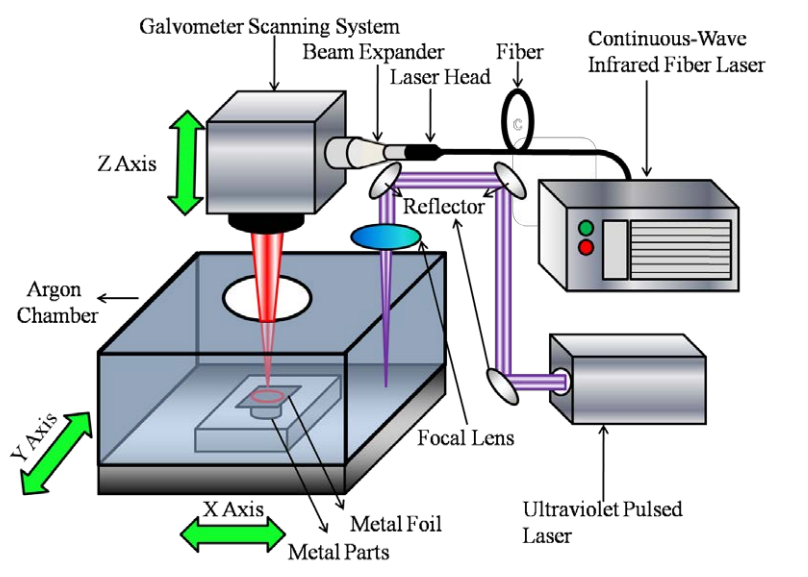 Galvometer Scanning System
Beam Expander
Laser Head
Fiber
Continuous-Wave
Infrared Fiber Laser
Z Axis
©
Reflector
Argon
Chamber
Y Axis
Focal Lens
X Axis
Metal Foil
Metal Parts
Ultraviolet Pulsed
Laser